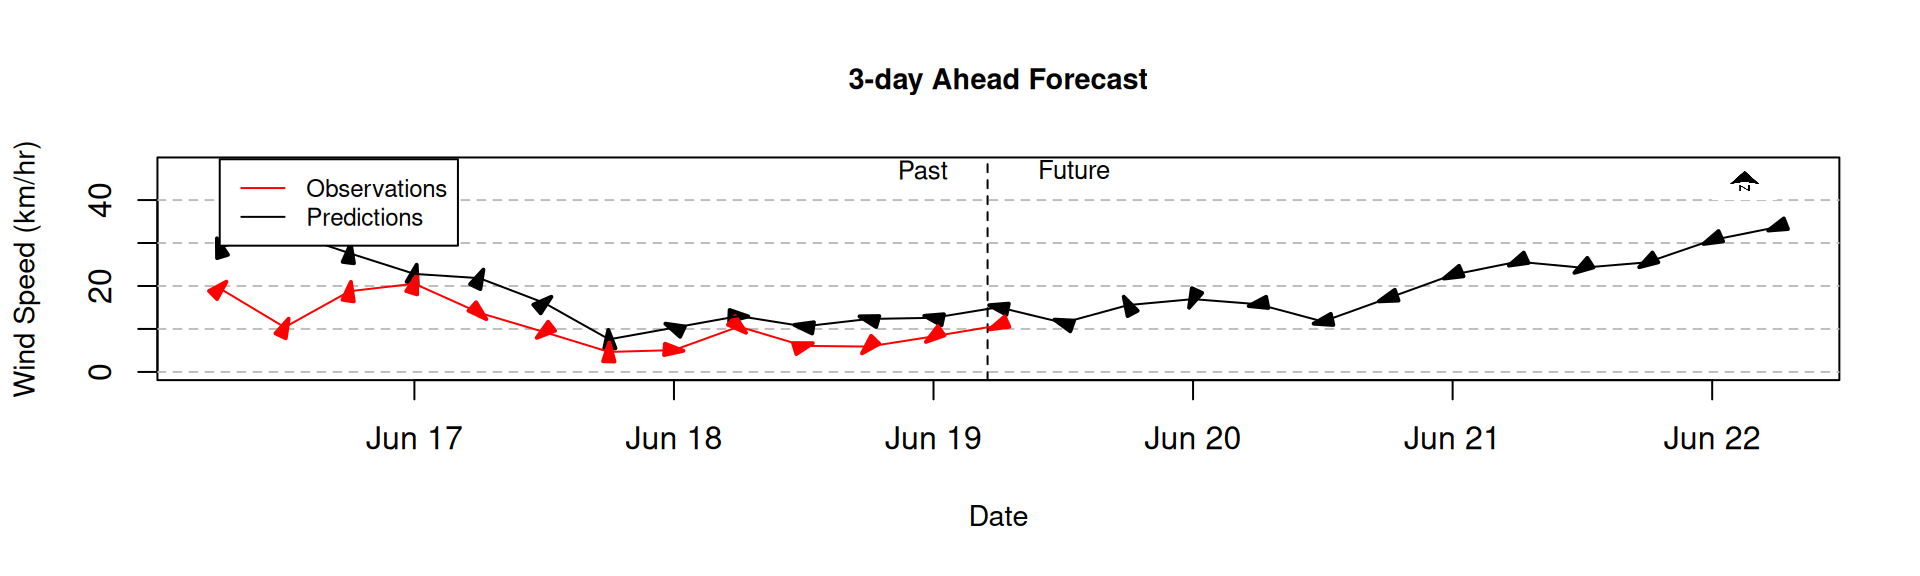 3-day Ahead Forecast
Wind Speed (km/hr)
40
20
0
Observations
Predictions
Past
Future
N
Jun 17
Jun 18
Jun 19
Jun 20
Jun 21
Jun 22
Date